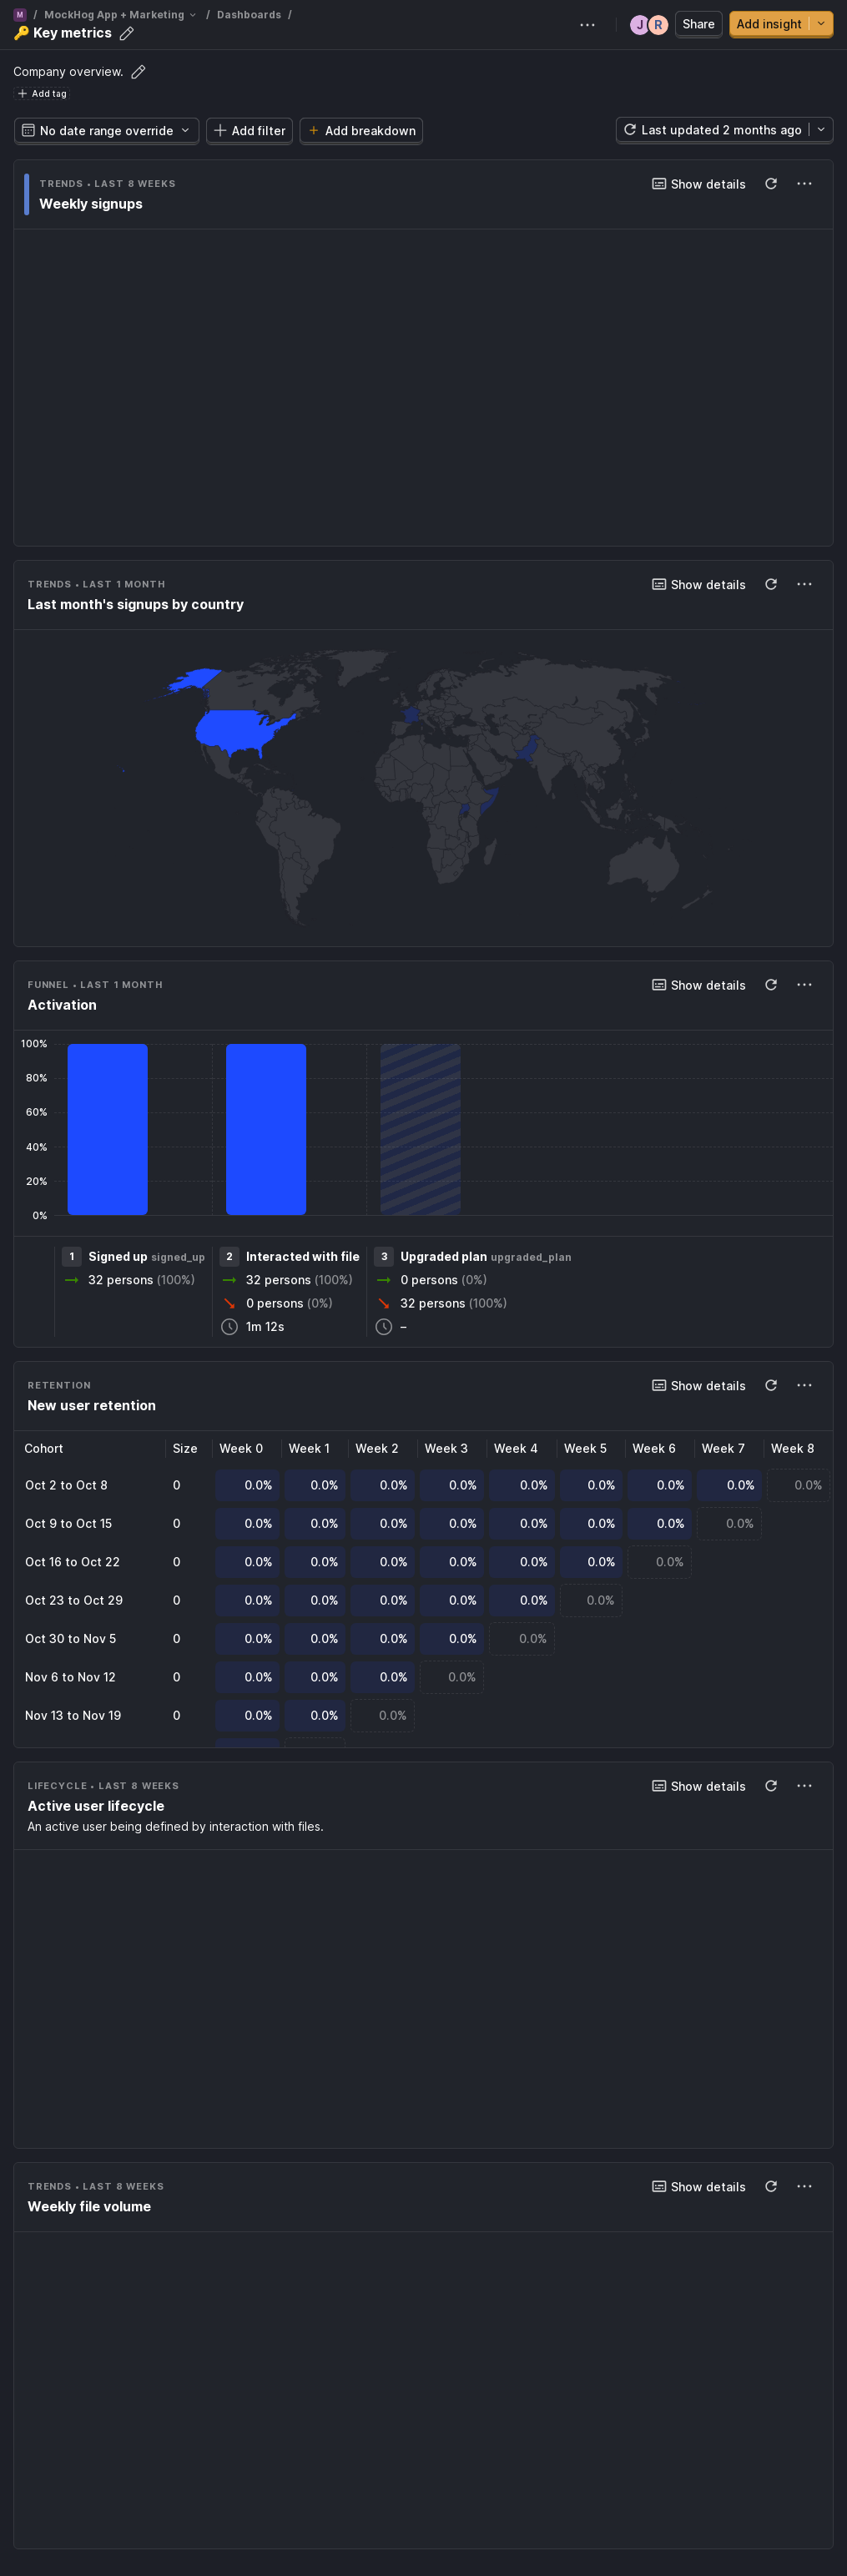 M / MockHog App + Marketing / Dashboards /
🔑 Key metrics
J R Share Add insight
Company overview.
Add tag
No date range override Add filter Add breakdown Last updated 2 months ago
TRENDS • LAST 8 WEEKS Show details
Weekly signups
TRENDS • LAST 1 MONTH Show details
Last month's signups by country
FUNNEL • LAST 1 MONTH Show details
Activation
100%
80%
60%
40%
20%
0%
1 Signed up signed_up 2 Interacted with file 3 Upgraded plan upgraded_plan
32 persons (100%) 32 persons (100%) 0 persons (0%)
0 persons (0%) 32 persons (100%)
1m 12s –
RETENTION Show details
New user retention
Cohort Size Week 0 Week 1 Week 2 Week 3 Week 4 Week 5 Week 6 Week 7 Week 8
Oct 2 to Oct 8 0 0.0% 0.0% 0.0% 0.0% 0.0% 0.0% 0.0% 0.0% 0.0%
Oct 9 to Oct 15 0 0.0% 0.0% 0.0% 0.0% 0.0% 0.0% 0.0% 0.0%
Oct 16 to Oct 22 0 0.0% 0.0% 0.0% 0.0% 0.0% 0.0% 0.0%
Oct 23 to Oct 29 0 0.0% 0.0% 0.0% 0.0% 0.0% 0.0%
Oct 30 to Nov 5 0 0.0% 0.0% 0.0% 0.0% 0.0%
Nov 6 to Nov 12 0 0.0% 0.0% 0.0% 0.0%
Nov 13 to Nov 19 0 0.0% 0.0% 0.0%
LIFECYCLE • LAST 8 WEEKS Show details
Active user lifecycle
An active user being defined by interaction with files.
TRENDS • LAST 8 WEEKS Show details
Weekly file volume